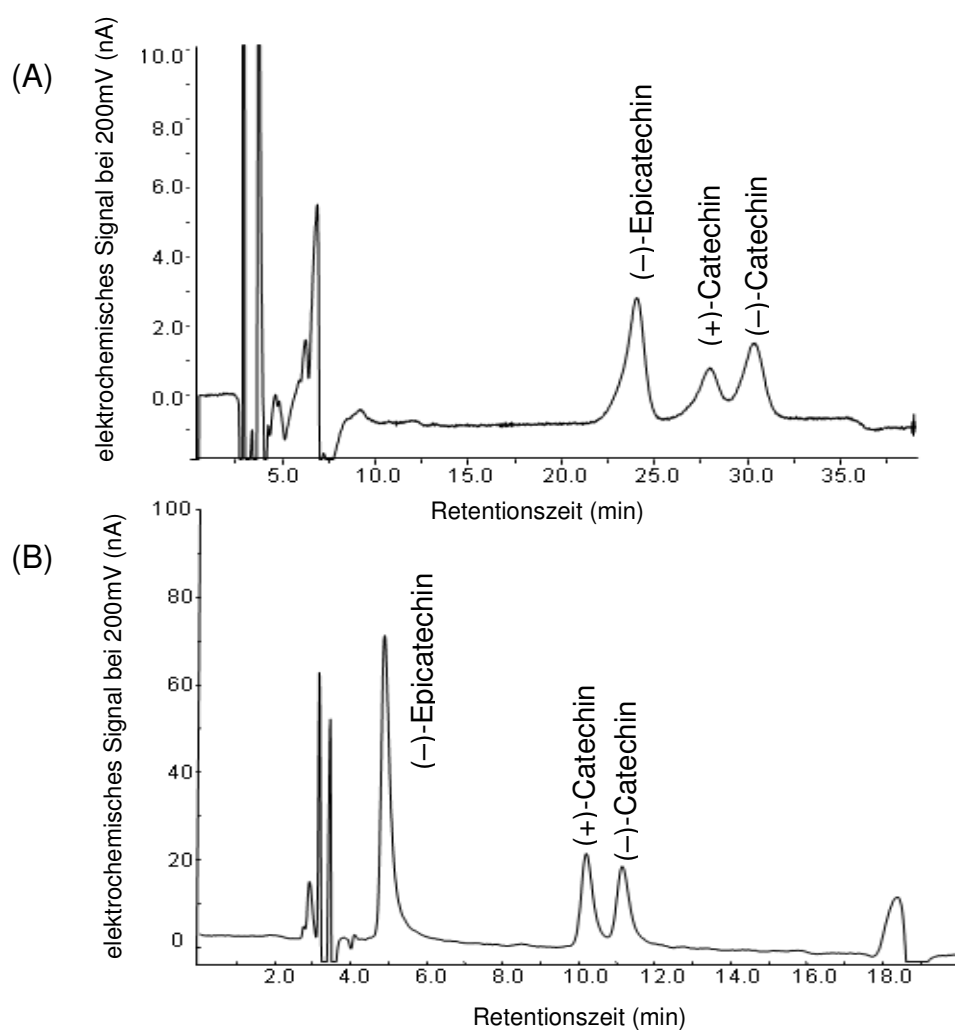 (A)
elektrochemisches Signal bei 200mV (nA)
10.0
8.0
6.0
4.0
2.0
0.0
(−)-Epicatechin
(+)-Catechin
(−)-Catechin
5.0 10.0 15.0 20.0 25.0 30.0 35.0
Retentionszeit (min)
(B)
elektrochemisches Signal bei 200mV (nA)
100
80
60
40
20
0
(−)-Epicatechin
(+)-Catechin
(−)-Catechin
2.0 4.0 6.0 8.0 10.0 12.0 14.0 16.0 18.0
Retentionszeit (min)